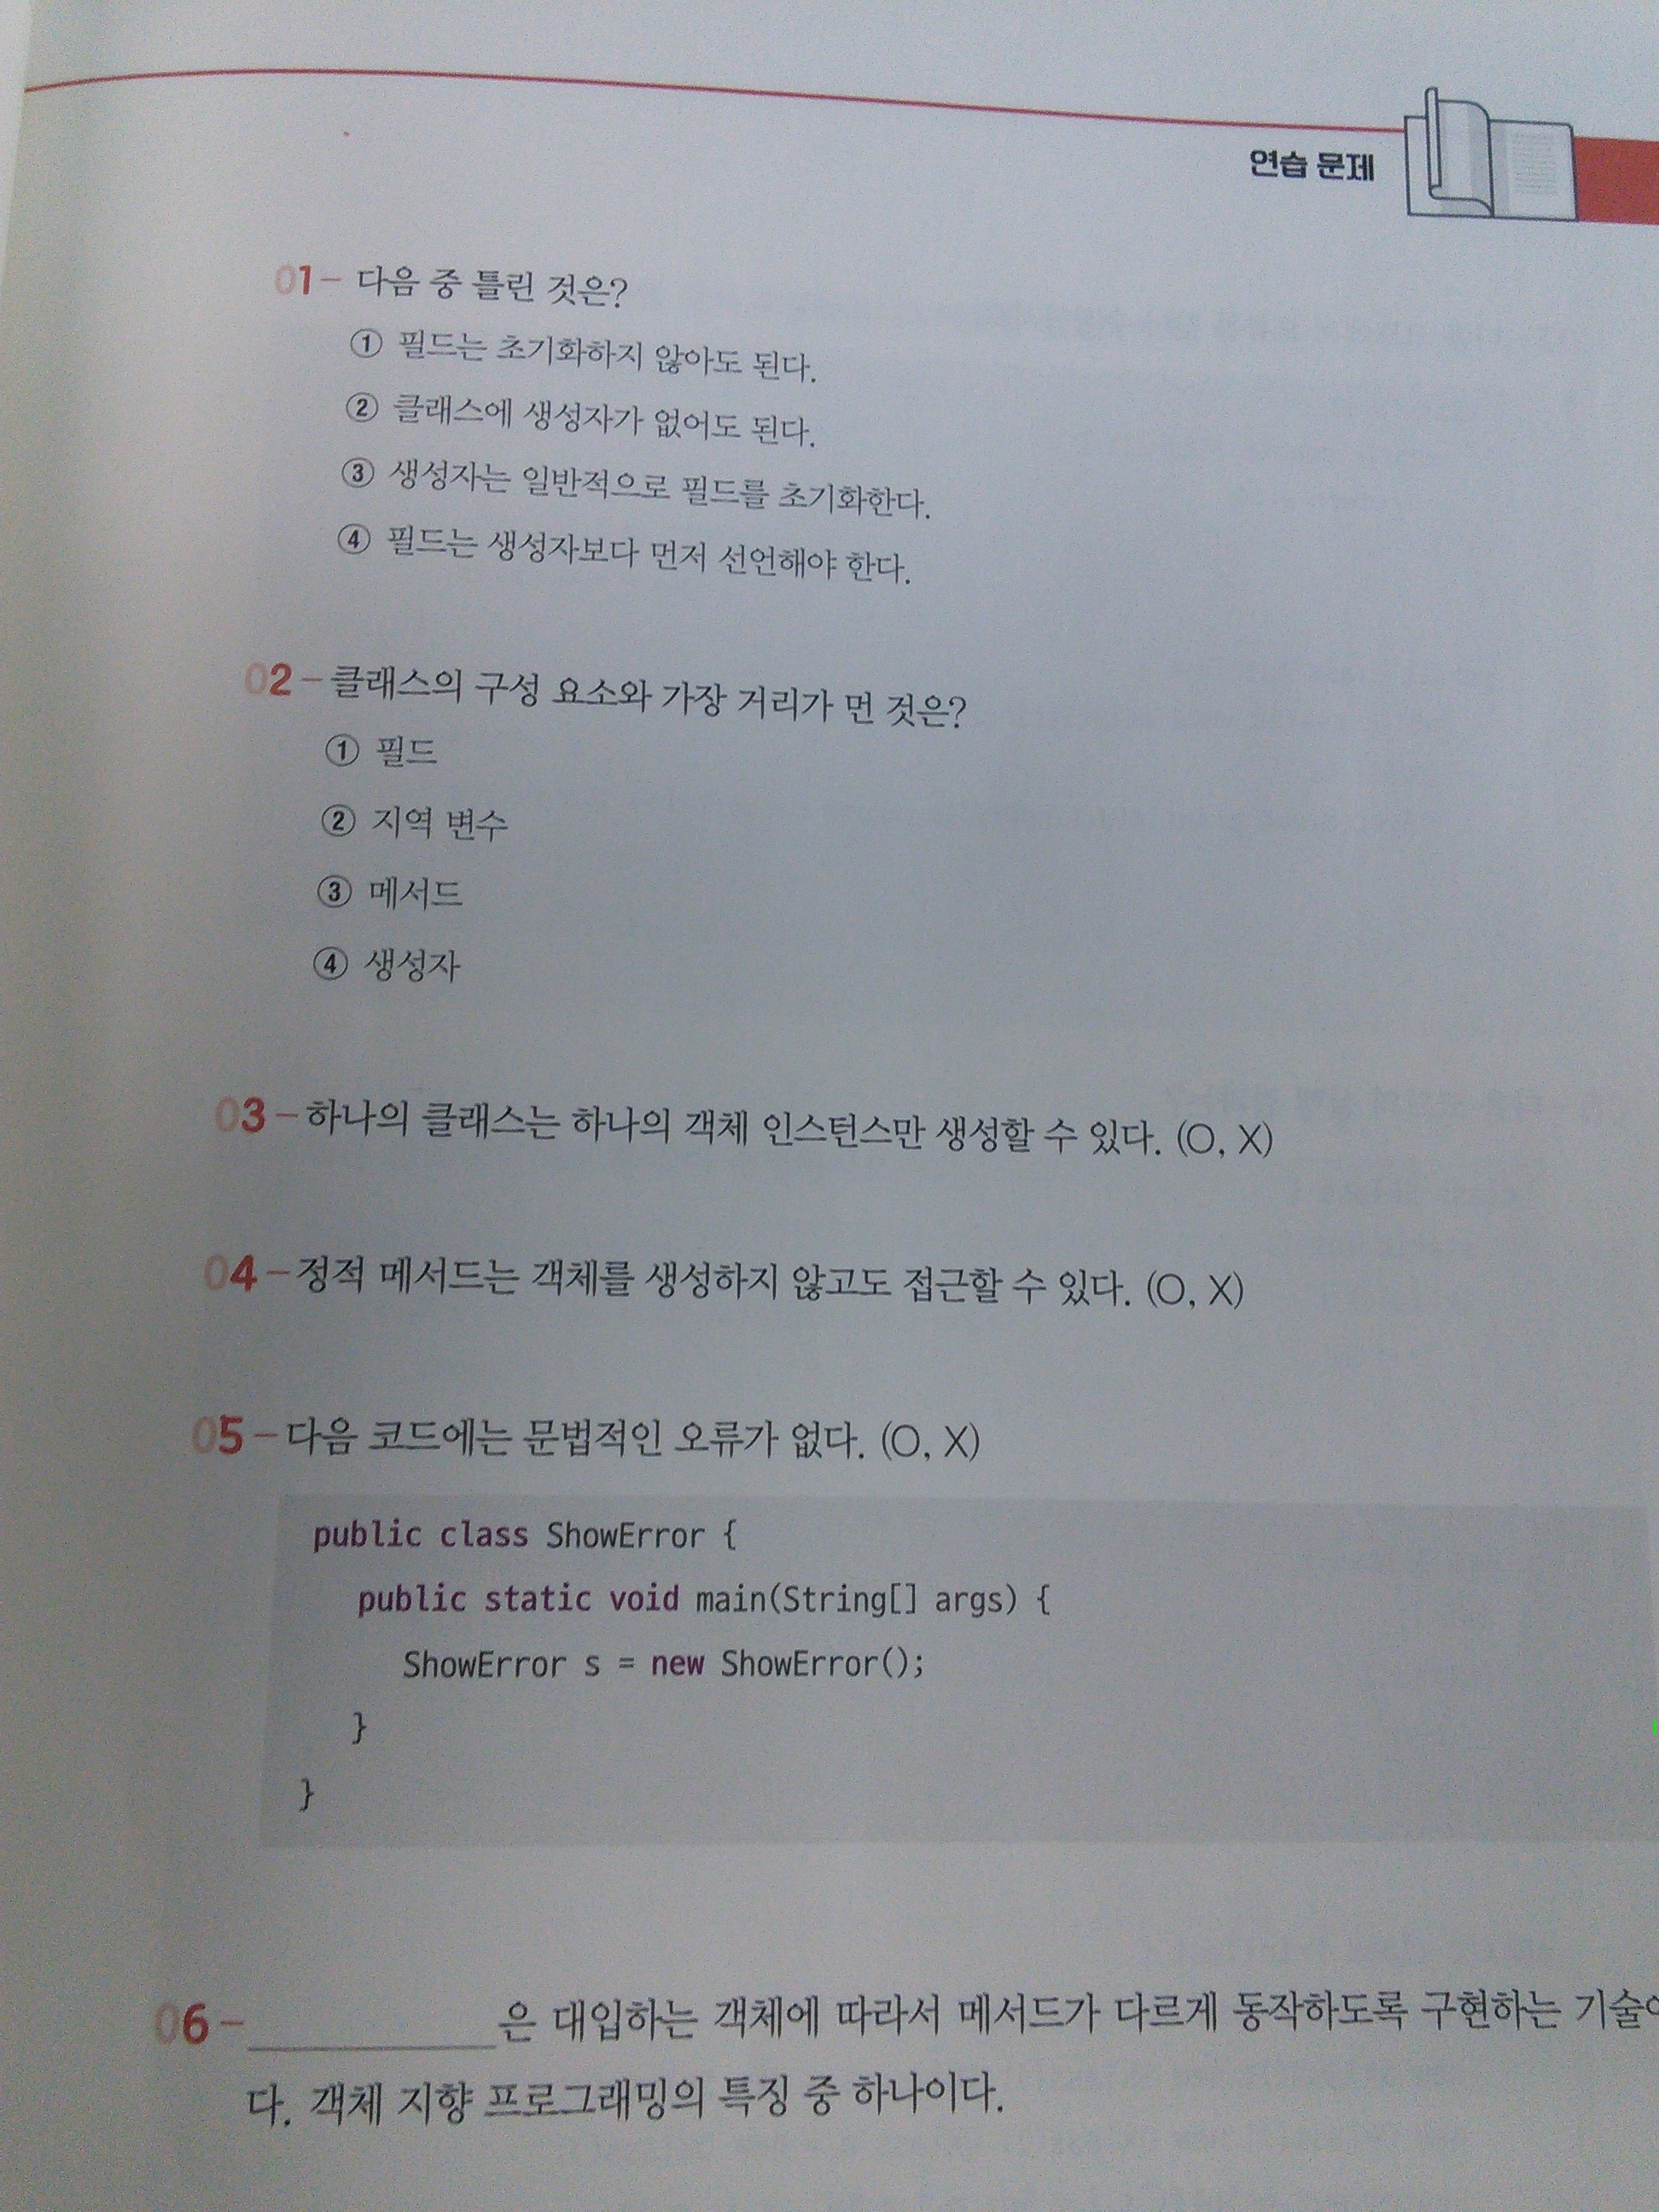 연습 문제
01 – 다음 중 틀린 것은?
① 필드는 초기화하지 않아도 된다.
② 클래스에 생성자가 없어도 된다.
③ 생성자는 일반적으로 필드를 초기화한다.
④ 필드는 생성자보다 먼저 선언해야 한다.
02 – 클래스의 구성 요소와 가장 거리가 먼 것은?
① 필드
② 지역 변수
③ 메서드
④ 생성자
03 – 하나의 클래스는 하나의 객체 인스턴스만 생성할 수 있다. (O, X)
04 – 정적 메서드는 객체를 생성하지 않고도 접근할 수 있다. (O, X)
05 – 다음 코드에는 문법적인 오류가 없다. (O, X)
public class ShowError {
public static void main(String[] args) {
ShowError s = new ShowError();
}
}
06 – ________은 대입하는 객체에 따라서 메서드가 다르게 동작하도록 구현하는
다. 객체 지향 프로그래밍의 특징 중 하나이다.